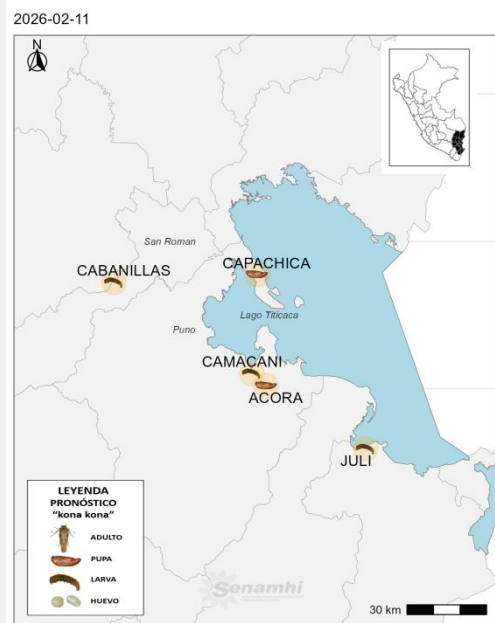 2026-02-11
N
San Roman
CABANILLAS
CAPACHICA
Lago Titicaca
Puno
CAMACANI
ACORA
JULI
LEYENDA
PRONÓSTICO
"kona kona"
ADULTO
PUPA
LARVA
HUEVO
Senamhi
30 km